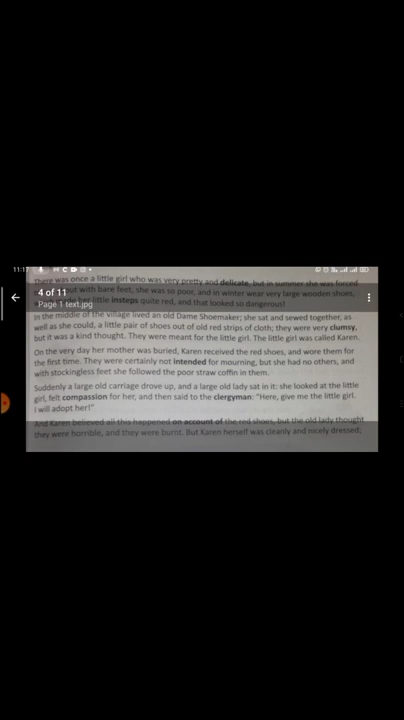 11:17
There was once a little girl who was very pretty and delicate, but in summer she was forced
4 of 11
out with bare feet, she was so poor, and in winter wear very large wooden shoes,
Page 1 text.jpg
her little insteps quite red, and that looked so dangerous!
In the middle of the village lived an old Dame Shoemaker; she sat and sewed together, as
well as she could, a little pair of shoes out of old red strips of cloth; they were very clumsy,
but it was a kind thought. They were meant for the little girl. The little girl was called Karen.
On the very day her mother was buried, Karen received the red shoes, and wore them for
the first time. They were certainly not intended for mourning, but she had no others, and
with stockingless feet she followed the poor straw coffin in them.
Suddenly a large old carriage drove up, and a large old lady sat in it: she looked at the little
girl, felt compassion for her, and then said to the clergyman: "Here, give me the little girl.
I will adopt her!"
And Karen believed all this happened on account of the red shoes, but the old lady thought
they were horrible, and they were burnt. But Karen herself was cleanly and nicely dressed;